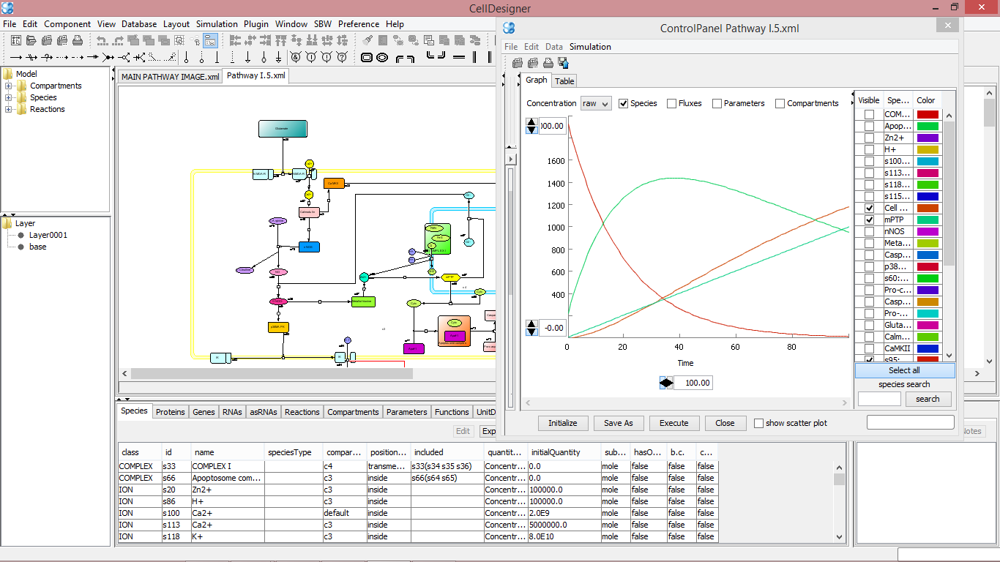 CellDesigner
File Edit Component View Database Layout Simulation Plugin Window SBW Preference Help
Model
Compartments
Species
Reactions
Layer
Layer0001
base
MAIN PATHWAY IMAGE.xml Pathway I.5.xml
Glutamate
Ca MKII
n NOS
NO
mPTP
Cyto
c4
c3
ControlPanel Pathway I.5.xml
File Edit Data Simulation
Graph Table
Concentration raw Species Fluxes Parameters Compartments
)00.00
1600
1400
1200
1000
800
600
400
-0.00
0 20 40 60 80
Time
100.00
Visible Spe... Color
COM...
Apop...
Zn2+
H+
s100...
s113...
s118...
s115...
Cell ...
mPTP
nNOS
Meta...
Casp...
p38...
s60:...
Pro-c...
Casp...
Pro-...
Gluta...
Calm...
CaMKII
s95:
Select all
species search
search
Initialize Save As Execute Close show scatter plot
Species Proteins Genes RNAs asRNAs Reactions Compartments Parameters Functions UnitD
Edit Exp
Notes
class id name speciesType compar... position... included quantit... initialQuantity sub... hasO... b.c. c...
COMPLEX s33 COMPLEX I c4 transme... s33(s34 s35 s36) Concentr... 0.0 mole false false false
COMPLEX s66 Apoptosome com... c3 inside s66(s64 s65) Concentr... 0.0 mole false false false
ION s20 Zn2+ c3 inside Concentr... 100000.0 mole false false false
ION s86 H+ c3 inside Concentr... 100000.0 mole false false false
ION s100 Ca2+ default inside Concentr... 2.0E9 mole false false false
ION s113 Ca2+ c3 inside Concentr... 5000000.0 mole false false false
ION s118 K+ c3 inside Concentr... 8.0E10 mole false false false